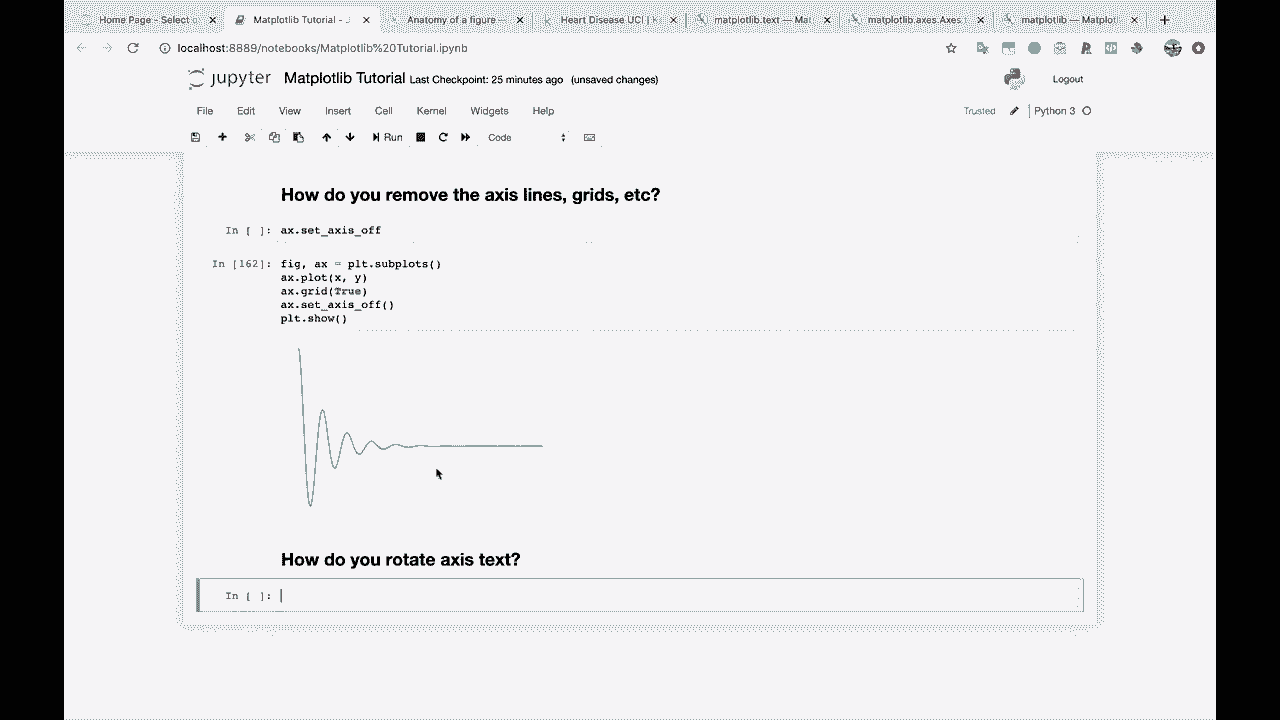 Home Page - Select o
Matplotlib Tutorial - J
Anatomy of a figure —
Heart Disease UCI | K
matplotlib.text — Mat
matplotlib.axes.Axes
matplotlib — Matplot
localhost:8889/notebooks/Matplotlib%20Tutorial.ipynb
jupyter Matplotlib Tutorial Last Checkpoint: 25 minutes ago (unsaved changes)
Logout
File Edit View Insert Cell Kernel Widgets Help
Trusted Python 3
Run Code
How do you remove the axis lines, grids, etc?
In [ ]: ax.set_axis_off
In [162]: fig, ax = plt.subplots()
ax.plot(x, y)
ax.grid(True)
ax.set_axis_off()
plt.show()
How do you rotate axis text?
In [ ]: